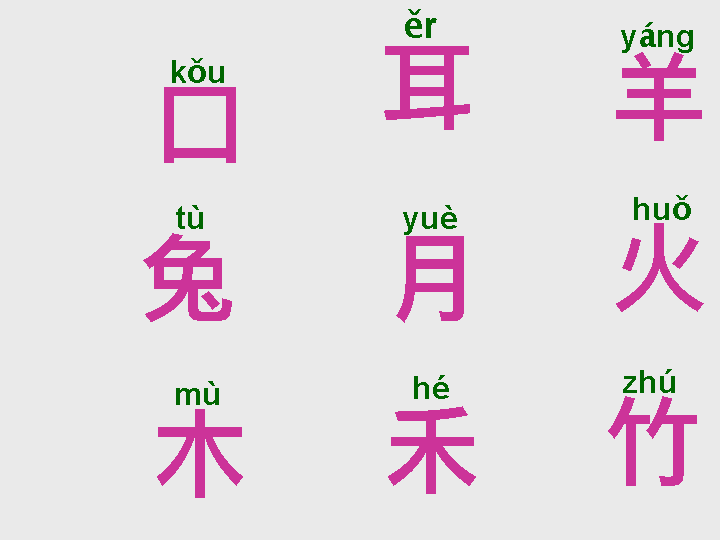 kǒu ěr yáng
口 耳 羊
tù yuè huǒ
兔 月 火
mù hé zhú
木 禾 竹